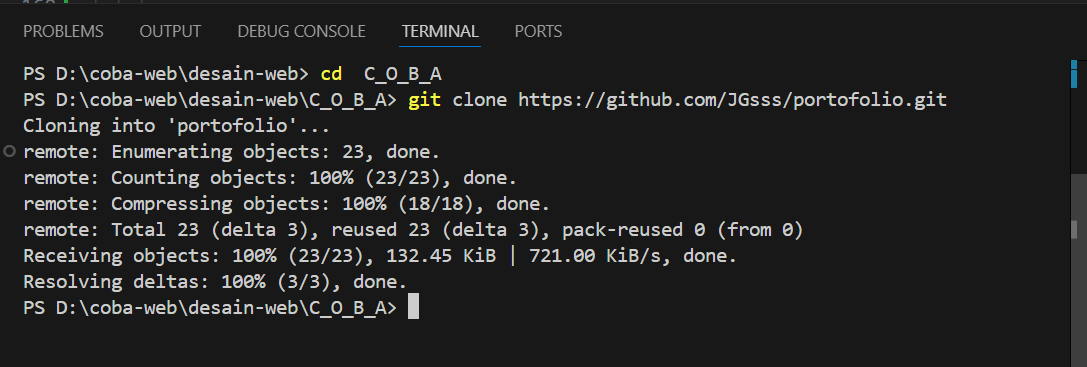 PROBLEMS OUTPUT DEBUG CONSOLE TERMINAL PORTS
PS D:\coba-web\desain-web> cd  C_O_B_A
PS D:\coba-web\desain-web\C_O_B_A> git clone https://github.com/JGsss/portofolio.git
Cloning into 'portofolio'...
remote: Enumerating objects: 23, done.
remote: Counting objects: 100% (23/23), done.
remote: Compressing objects: 100% (18/18), done.
remote: Total 23 (delta 3), reused 23 (delta 3), pack-reused 0 (from 0)
Receiving objects: 100% (23/23), 132.45 KiB | 721.00 KiB/s, done.
Resolving deltas: 100% (3/3), done.
PS D:\coba-web\desain-web\C_O_B_A>